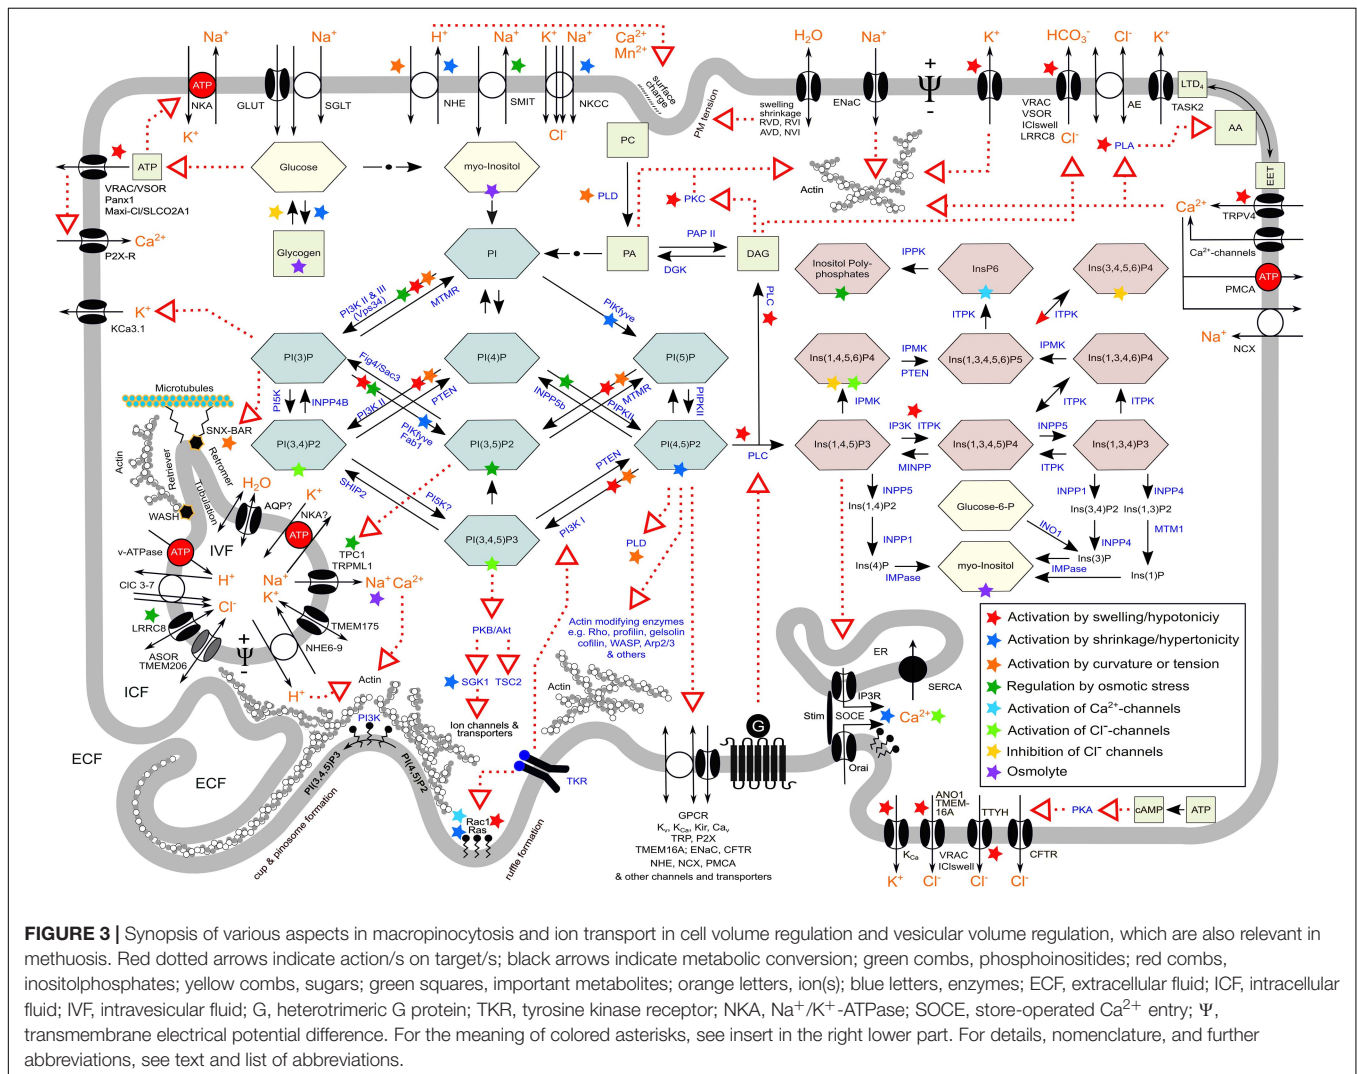 Na⁺
Na⁺
H⁺
Na⁺
K⁺
Na⁺
Ca²⁺
Mn²⁺
H₂O
Na⁺
K⁺
HCO₃⁻
Cl⁻
K⁺
ATP
NKA
GLUT
SGLT
NHE
SMIT
NKCC
surface
charge
PM tension
swelling
shrinkage
RVD, RVI
AVD, NVI
ENaC
+
Ψ
-
VRAC
VSOR
IClswell
LRRC8
AE
TASK2
LTD₄
K⁺
Cl⁻
Cl⁻
PLA
AA
EET
ATP
VRAC/VSOR
Panx1
Maxi-Cl/SLCO2A1
Glucose
myo-Inositol
PC
PLD
PKC
Actin
Ca²⁺
TRPV4
Ca²⁺
P2X-R
Glycogen
PI
PA
PAP II
DGK
DAG
Ca²⁺-channels
ATP
PMCA
Na⁺
NCX
K⁺
KCa3.1
PI3K II & III
(Vps34)
MTMR
PIKfyve
PLC
Inositol Poly-
phosphates
IPPK
InsP6
Ins(3,4,5,6)P4
ITPK
ITPK
PI(3)P
PI(4)P
PI(5)P
Ins(1,4,5,6)P4
IPMK
PTEN
Ins(1,3,4,5,6)P5
IPMK
Ins(1,3,4,6)P4
Fig4/Sac3
PI3K II
PTEN
INPP5b
PIPKII
MTMR
PI5K
INPP4B
PIKfyve
Fab1
PIPKII
IPMK
ITPK
ITPK
PI(3,4)P2
PI(3,5)P2
PI(4,5)P2
PLC
Ins(1,4,5)P3
IP3K
ITPK
MINPP
Ins(1,3,4,5)P4
INPP5
ITPK
Ins(1,3,4)P3
SHIP2
PI5K?
PTEN
PI3K I
PI(3,4,5)P3
INPP5
Ins(1,4)P2
INPP1
Ins(4)P
IMPase
Glucose-6-P
INO1
myo-Inositol
INPP1
Ins(3,4)P2
INPP4
Ins(3)P
IMPase
INPP4
Ins(1,3)P2
MTM1
Ins(1)P
Microtubules
SNX-BAR
Actin
Retriever
Retromer
Tubulation
WASH
H₂O
AQP?
K⁺
NKA?
ATP
IVF
v-ATPase
ATP
ClC 3-7
H⁺
Cl⁻
Na⁺
K⁺
TPC1
TRPML1
Na⁺
Ca²⁺
LRRC8
TMEM175
NHE6-9
ASOR
TMEM206
+
Ψ
-
ICF
H⁺
ECF
ECF
Actin
PI3K
PI(3,4,5)P3
PI(4,5)P2
cup & pinosome formation
PKB/Akt
SGK1
TSC2
Ion channels &
transporters
Rac1
Ras
ruffle formation
TKR
PLD
Actin modifying enzymes
e.g. Rho, profilin, gelsolin
cofilin, WASP, Arp2/3
& others
Actin
G
GPCR
Kᵥ, K_Ca, Kir, Caᵥ
TRP, P2X
TMEM16A; ENaC, CFTR
NHE, NCX, PMCA
& other channels and transporters
ER
IP3R
SERCA
Stim
SOCE
Ca²⁺
Orai
Activation by swelling/hypotoniciy
Activation by shrinkage/hypertonicity
Activation by curvature or tension
Regulation by osmotic stress
Activation of Ca²⁺-channels
Activation of Cl⁻-channels
Inhibition of Cl⁻ channels
Osmolyte
ANO1
TMEM-
16A
TTYH
PKA
cAMP
ATP
K_Ca
VRAC
IClswell
CFTR
K⁺
Cl⁻
Cl⁻
Cl⁻
FIGURE 3 | Synopsis of various aspects in macropinocytosis and ion transport in cell volume regulation and vesicular volume regulation, which are also relevant in
methuosis. Red dotted arrows indicate action/s on target/s; black arrows indicate metabolic conversion; green combs, phosphoinositides; red combs,
inositolphosphates; yellow combs, sugars; green squares, important metabolites; orange letters, ion(s); blue letters, enzymes; ECF, extracellular fluid; ICF, intracellular
fluid; IVF, intravesicular fluid; G, heterotrimeric G protein; TKR, tyrosine kinase receptor; NKA, Na⁺/K⁺-ATPase; SOCE, store-operated Ca²⁺ entry; Ψ,
transmembrane electrical potential difference. For the meaning of colored asterisks, see insert in the right lower part. For details, nomenclature, and further
abbreviations, see text and list of abbreviations.